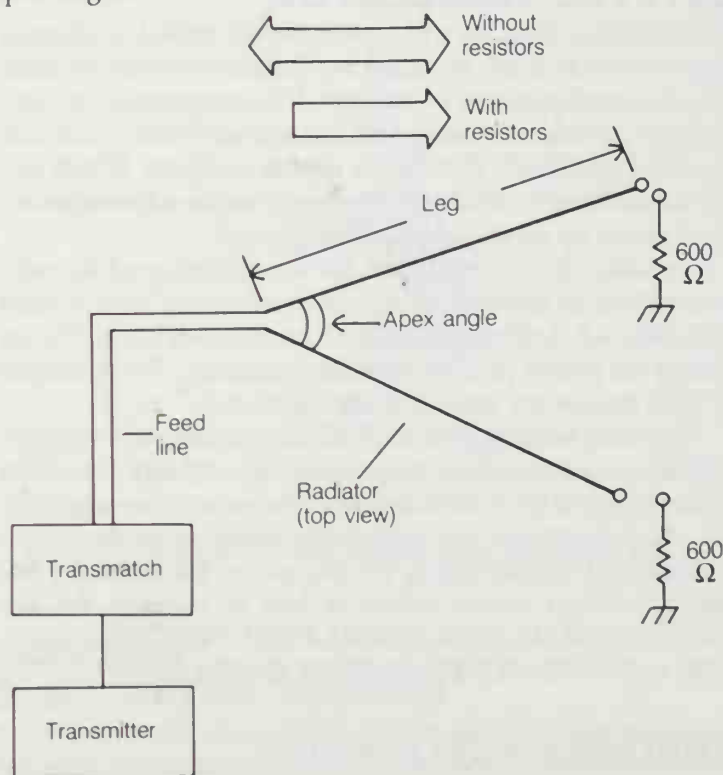 Without
resistors
With
resistors
Leg
600
Ω
Apex angle
Feed
line
Radiator
(top view)
600
Ω
Transmatch
Transmitter